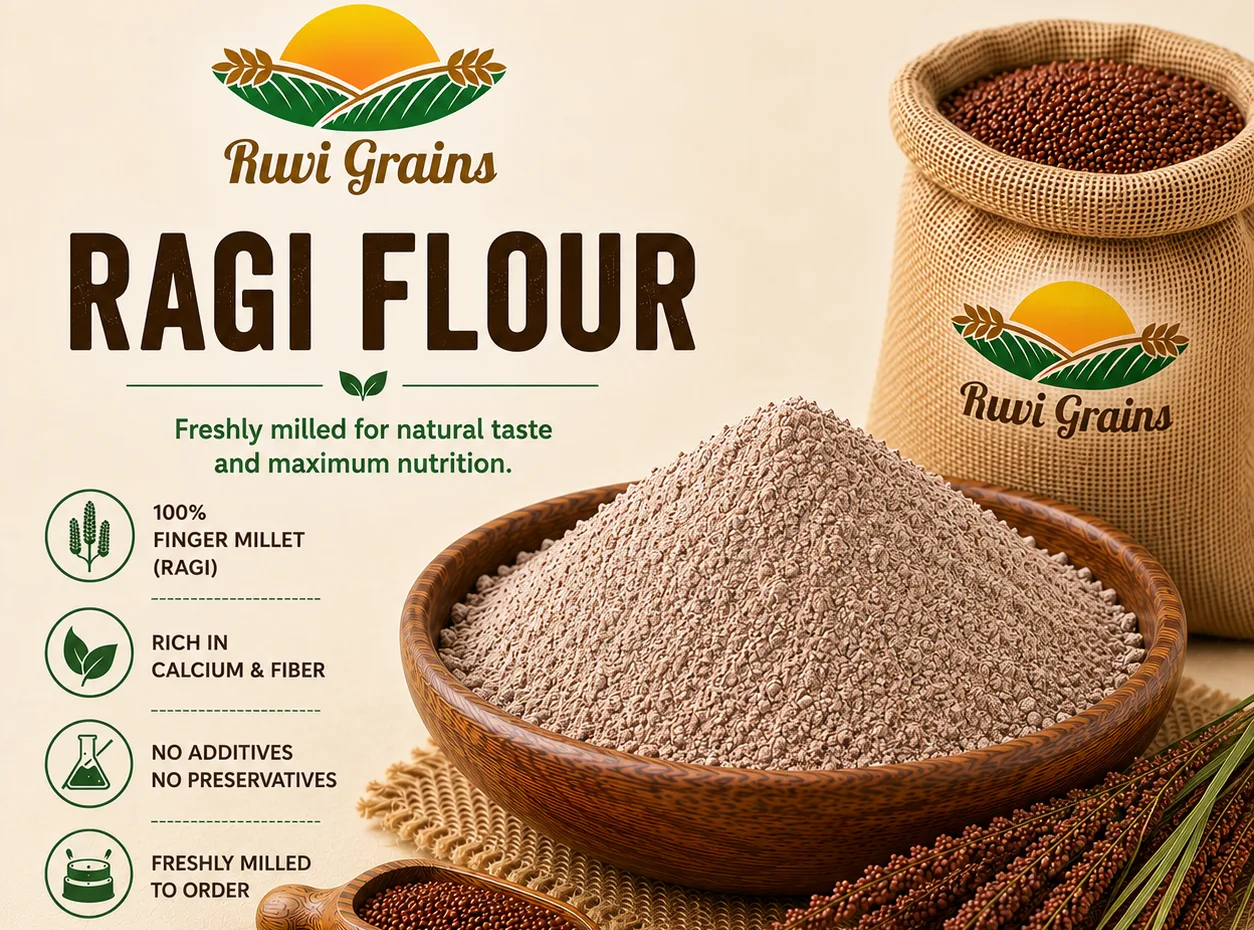 Ruvi Grains
RAGI FLOUR
Freshly milled for natural taste
and maximum nutrition.
100%
FINGER MILLET
(RAGI)
RICH IN
CALCIUM & FIBER
NO ADDITIVES
NO PRESERVATIVES
FRESHLY MILLED
TO ORDER
Ruvi Grains